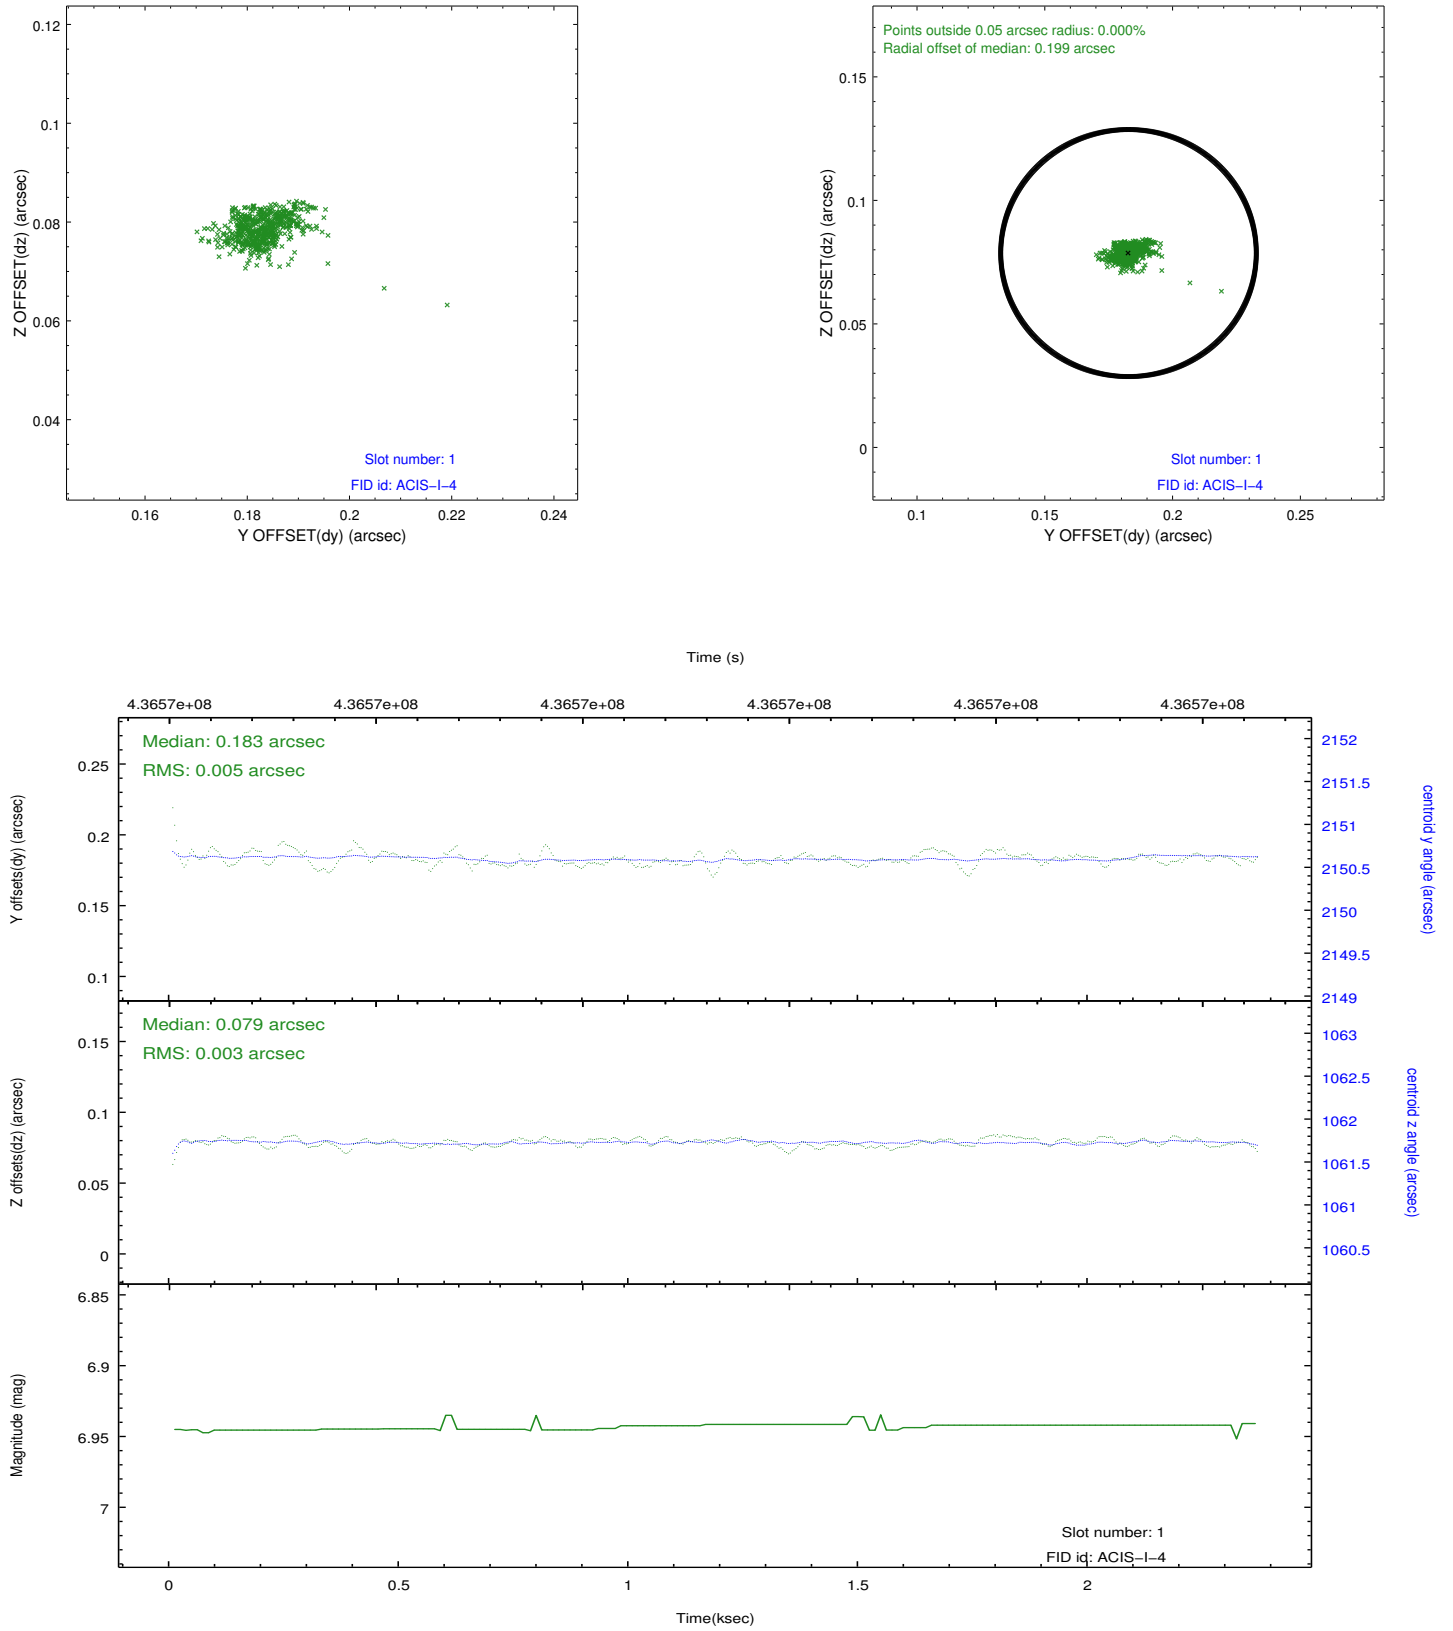 0.12
0.1
0.08
0.06
0.04
Z OFFSET(dz) (arcsec)
Slot number: 1
FID id: ACIS-I-4
0.16 0.18 0.2 0.22 0.24
Y OFFSET(dy) (arcsec)
Points outside 0.05 arcsec radius: 0.000%
Radial offset of median: 0.199 arcsec
0.15
0.1
0.05
0
Z OFFSET(dz) (arcsec)
Slot number: 1
FID id: ACIS-I-4
0.1 0.15 0.2 0.25
Y OFFSET(dy) (arcsec)
Time (s)
4.3657e+08 4.3657e+08 4.3657e+08 4.3657e+08 4.3657e+08 4.3657e+08
Median: 0.183 arcsec
RMS: 0.005 arcsec
0.25
0.2
0.15
0.1
Y offsets(dy) (arcsec)
2152
2151.5
2151
2150.5
2150
2149.5
2149
centroid y angle (arcsec)
Median: 0.079 arcsec
RMS: 0.003 arcsec
0.15
0.1
0.05
0
Z offsets(dz) (arcsec)
1063
1062.5
1062
1061.5
1061
1060.5
centroid z angle (arcsec)
6.85
6.9
6.95
7
Magnitude (mag)
Slot number: 1
FID id: ACIS-I-4
0 0.5 1 1.5 2
Time(ksec)